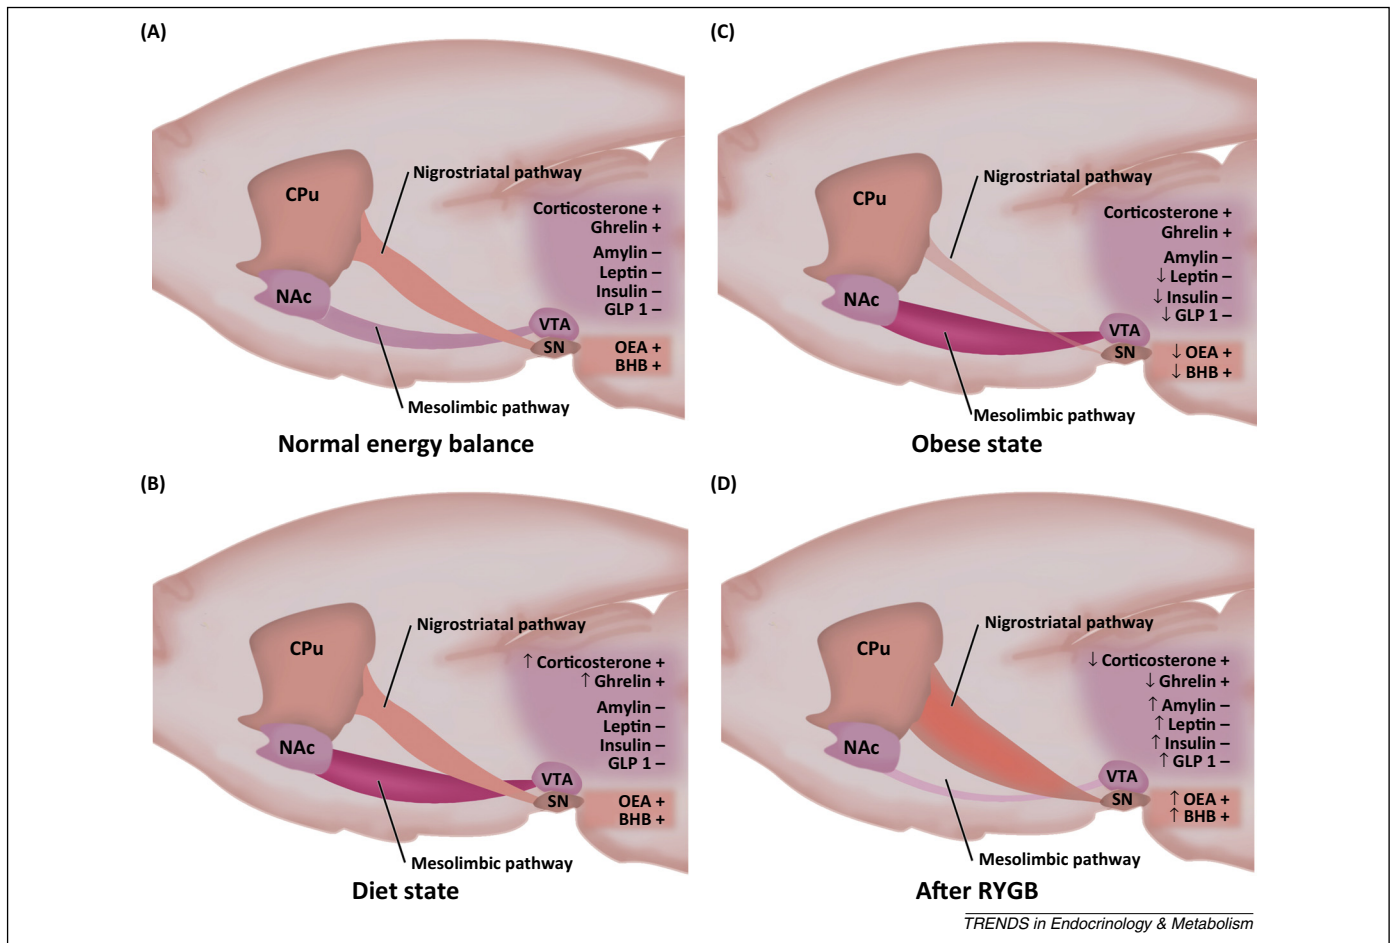 (A)
CPu
Nigrostriatal pathway
Corticosterone +
Ghrelin +
Amylin –
Leptin –
Insulin –
GLP 1 –
NAc
VTA
SN
OEA +
BHB +
Mesolimbic pathway
Normal energy balance
(C)
CPu
Nigrostriatal pathway
Corticosterone +
Ghrelin +
Amylin –
↓ Leptin –
↓ Insulin –
↓ GLP 1 –
NAc
VTA
SN
↓ OEA +
↓ BHB +
Mesolimbic pathway
Obese state
(B)
CPu
Nigrostriatal pathway
↑ Corticosterone +
↑ Ghrelin +
Amylin –
Leptin –
Insulin –
GLP 1 –
NAc
VTA
SN
OEA +
BHB +
Mesolimbic pathway
Diet state
(D)
CPu
Nigrostriatal pathway
↓ Corticosterone +
↓ Ghrelin +
↑ Amylin –
↑ Leptin –
↑ Insulin –
↑ GLP 1 –
NAc
VTA
SN
↑ OEA +
↑ BHB +
Mesolimbic pathway
After RYGB
TRENDS in Endocrinology & Metabolism